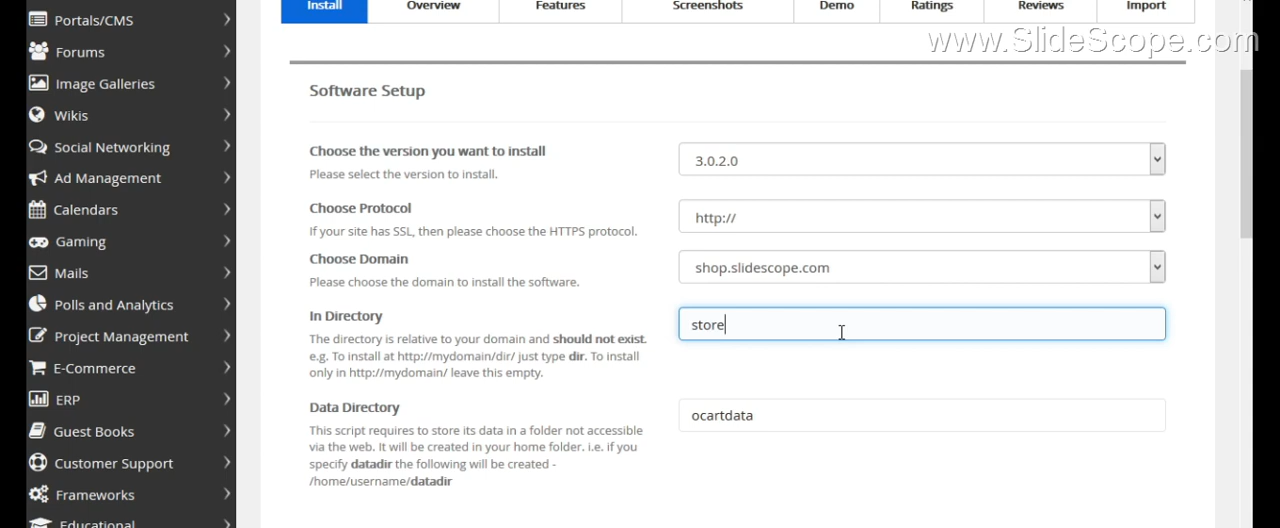 Install Overview Features Screenshots Demo Ratings Reviews Import
www.SlideScope.com
Portals/CMS
Forums
Image Galleries
Wikis
Social Networking
Ad Management
Calendars
Gaming
Mails
Polls and Analytics
Project Management
E-Commerce
ERP
Guest Books
Customer Support
Frameworks
Educational
Software Setup
Choose the version you want to install
Please select the version to install.
3.0.2.0
Choose Protocol
If your site has SSL, then please choose the HTTPS protocol.
http://
Choose Domain
Please choose the domain to install the software.
shop.slidescope.com
In Directory
The directory is relative to your domain and should not exist.
e.g. To install at http://mydomain/dir/ just type dir. To install
only in http://mydomain/ leave this empty.
store
Data Directory
This script requires to store its data in a folder not accessible
via the web. It will be created in your home folder. i.e. if you
specify datadir the following will be created -
/home/username/datadir
ocartdata